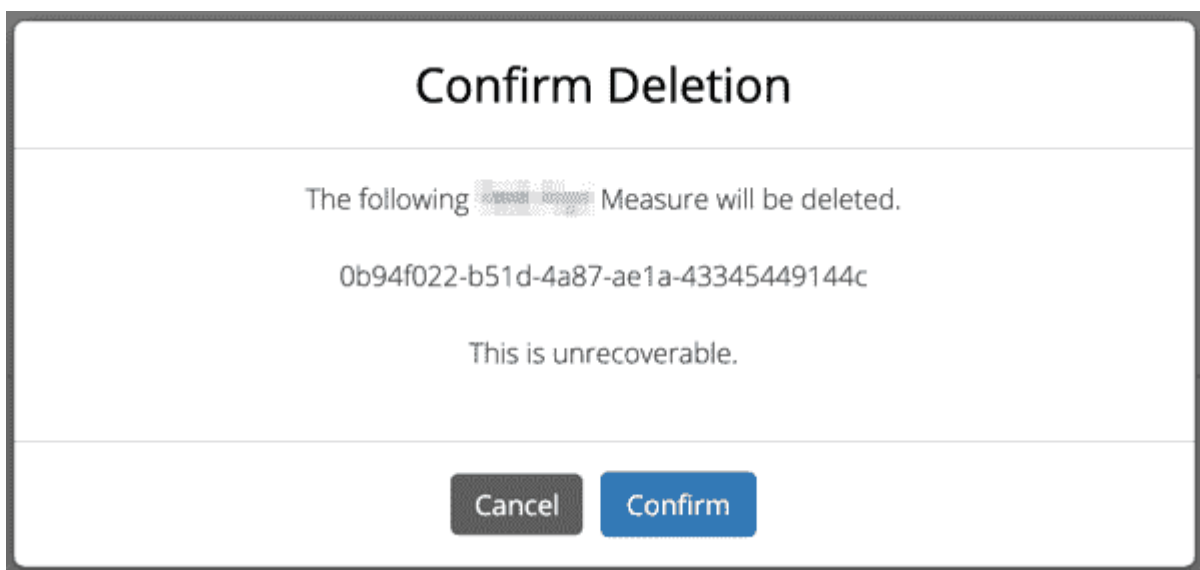 Confirm Deletion
The following Measure will be deleted.
0b94f022-b51d-4a87-ae1a-43345449144c
This is unrecoverable.
Cancel
Confirm